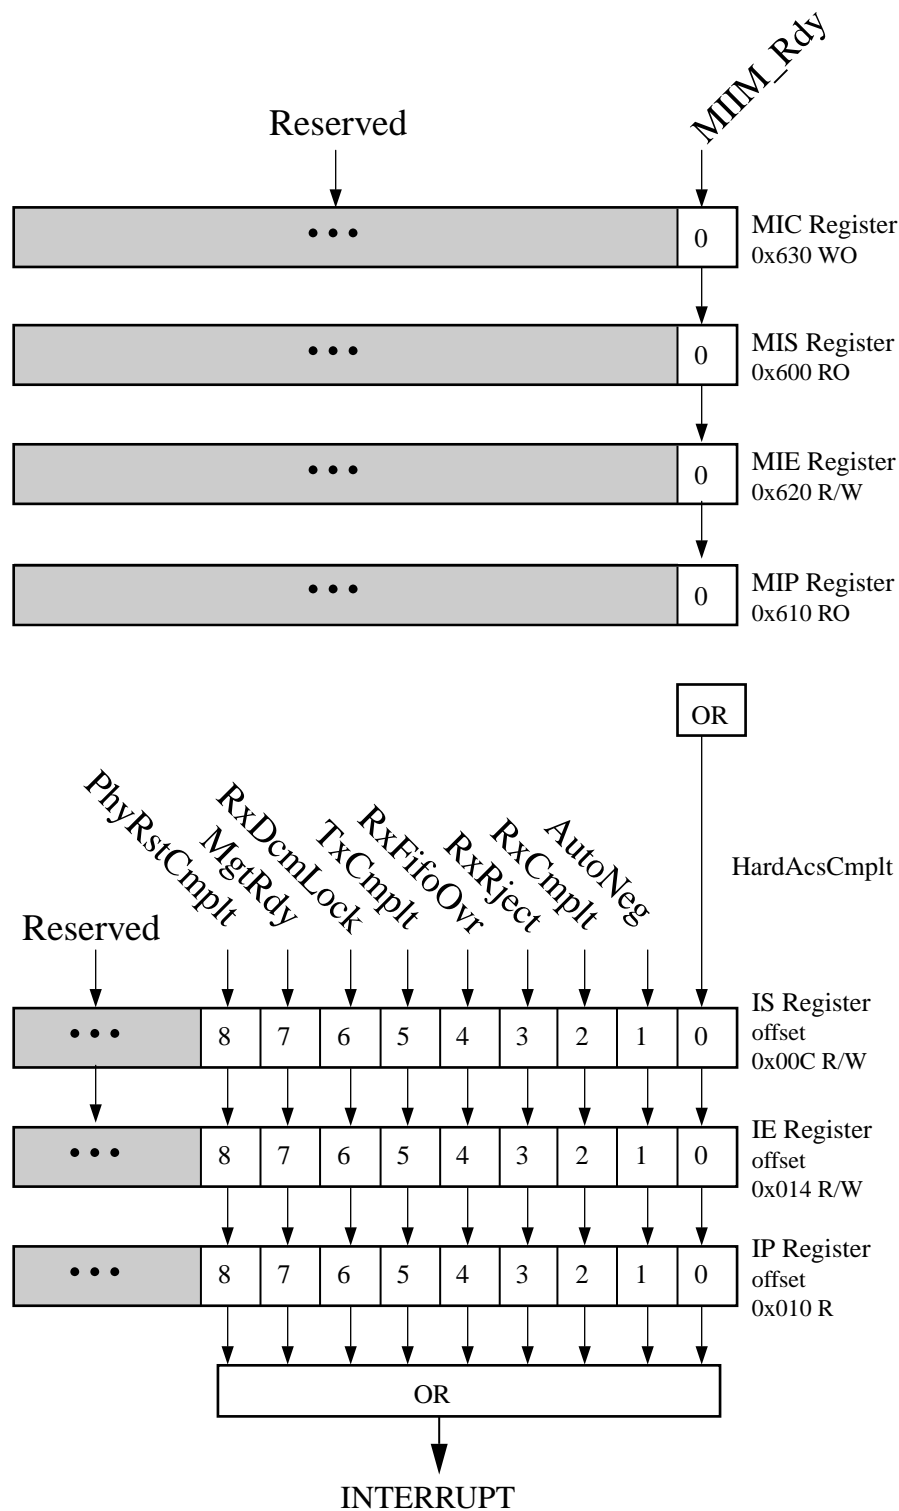 MIIM_Rdy
Reserved
•••
0
MIC Register
0x630 WO
•••
0
MIS Register
0x600 RO
•••
0
MIE Register
0x620 R/W
•••
0
MIP Register
0x610 RO
OR
HardAcsCmplt
PhyRstCmplt
MgtRdy
RxDcmLock
TxCmplt
RxFifoOvr
RxRject
RxCmplt
AutoNeg
Reserved
••• 8 7 6 5 4 3 2 1 0
IS Register
offset
0x00C R/W
••• 8 7 6 5 4 3 2 1 0
IE Register
offset
0x014 R/W
••• 8 7 6 5 4 3 2 1 0
IP Register
offset
0x010 R
OR
INTERRUPT